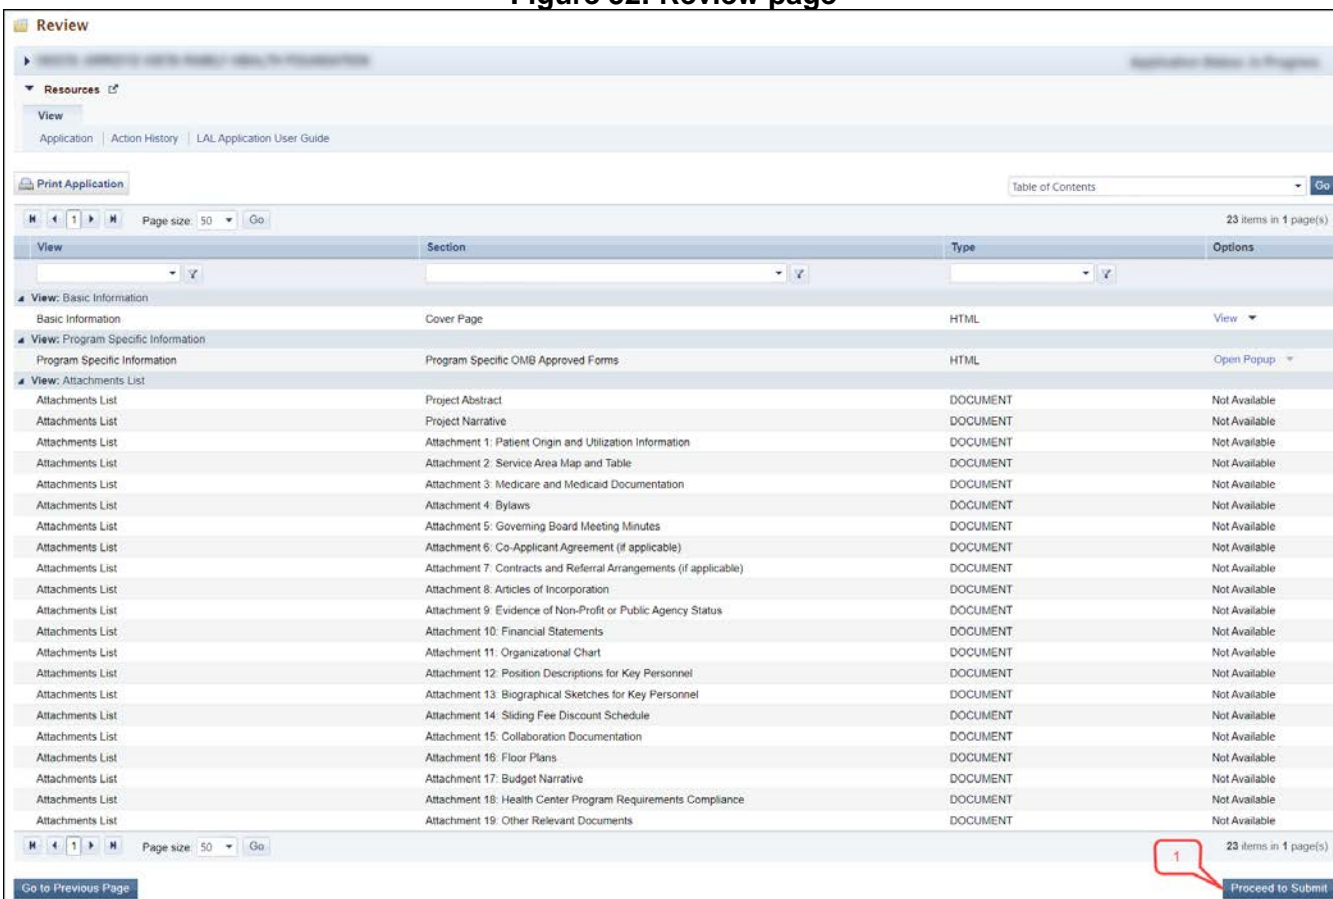 Figure 32: Review page
Review
Resources
View
Application | Action History | LAL Application User Guide
Print Application Table of Contents Go
1 Page size: 50 Go 23 items in 1 page(s)
View Section Type Options
View: Basic Information
Basic Information Cover Page HTML View
View: Program Specific Information
Program Specific Information Program Specific OMB Approved Forms HTML Open Popup
View: Attachments List
Attachments List Project Abstract DOCUMENT Not Available
Attachments List Project Narrative DOCUMENT Not Available
Attachments List Attachment 1: Patient Origin and Utilization Information DOCUMENT Not Available
Attachments List Attachment 2: Service Area Map and Table DOCUMENT Not Available
Attachments List Attachment 3: Medicare and Medicaid Documentation DOCUMENT Not Available
Attachments List Attachment 4: Bylaws DOCUMENT Not Available
Attachments List Attachment 5: Governing Board Meeting Minutes DOCUMENT Not Available
Attachments List Attachment 6: Co-Applicant Agreement (if applicable) DOCUMENT Not Available
Attachments List Attachment 7: Contracts and Referral Arrangements (if applicable) DOCUMENT Not Available
Attachments List Attachment 8: Articles of Incorporation DOCUMENT Not Available
Attachments List Attachment 9: Evidence of Non-Profit or Public Agency Status DOCUMENT Not Available
Attachments List Attachment 10: Financial Statements DOCUMENT Not Available
Attachments List Attachment 11: Organizational Chart DOCUMENT Not Available
Attachments List Attachment 12: Position Descriptions for Key Personnel DOCUMENT Not Available
Attachments List Attachment 13: Biographical Sketches for Key Personnel DOCUMENT Not Available
Attachments List Attachment 14: Sliding Fee Discount Schedule DOCUMENT Not Available
Attachments List Attachment 15: Collaboration Documentation DOCUMENT Not Available
Attachments List Attachment 16: Floor Plans DOCUMENT Not Available
Attachments List Attachment 17: Budget Narrative DOCUMENT Not Available
Attachments List Attachment 18: Health Center Program Requirements Compliance DOCUMENT Not Available
Attachments List Attachment 19: Other Relevant Documents DOCUMENT Not Available
1 Page size: 50 Go 23 items in 1 page(s)
1
Go to Previous Page Proceed to Submit